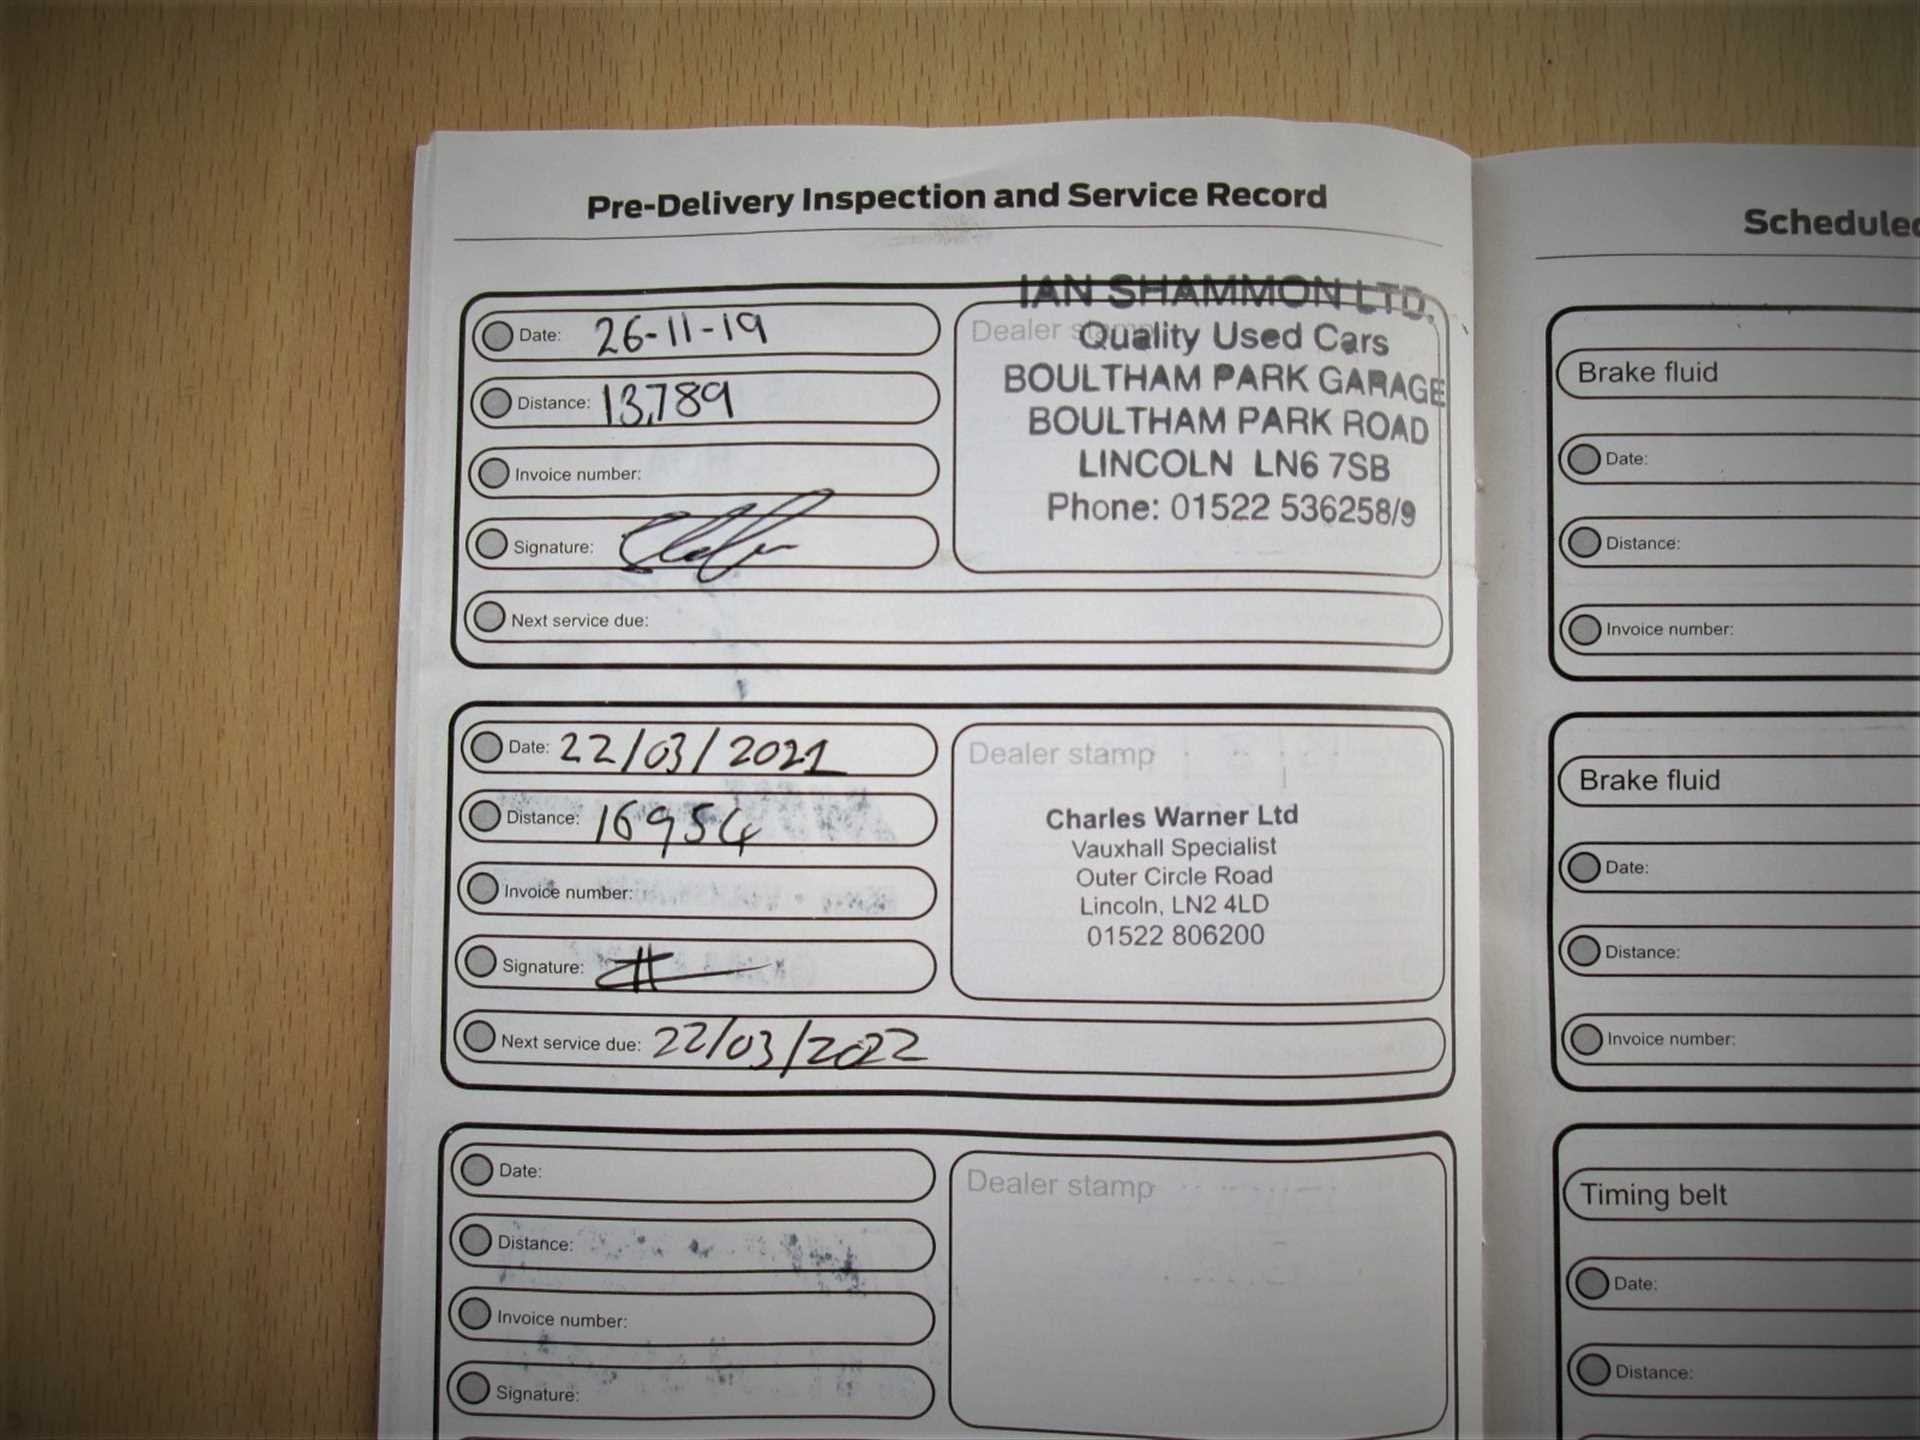 Pre-Delivery Inspection and Service Record
Date: 26-11-19
Distance: 13,789
Invoice number:
Signature:
Next service due:
Dealer stamp
IAN SHAMMON LTD.
Quality Used Cars
BOULTHAM PARK GARAGE
BOULTHAM PARK ROAD
LINCOLN LN6 7SB
Phone: 01522 536258/9
Date: 22/03/2021
Distance: 16954
Invoice number:
Signature:
Next service due: 22/03/2022
Dealer stamp
Charles Warner Ltd
Vauxhall Specialist
Outer Circle Road
Lincoln, LN2 4LD
01522 806200
Date:
Distance:
Invoice number:
Signature:
Dealer stamp
Scheduled
Brake fluid
Date:
Distance:
Invoice number:
Brake fluid
Date:
Distance:
Invoice number:
Timing belt
Date:
Distance: